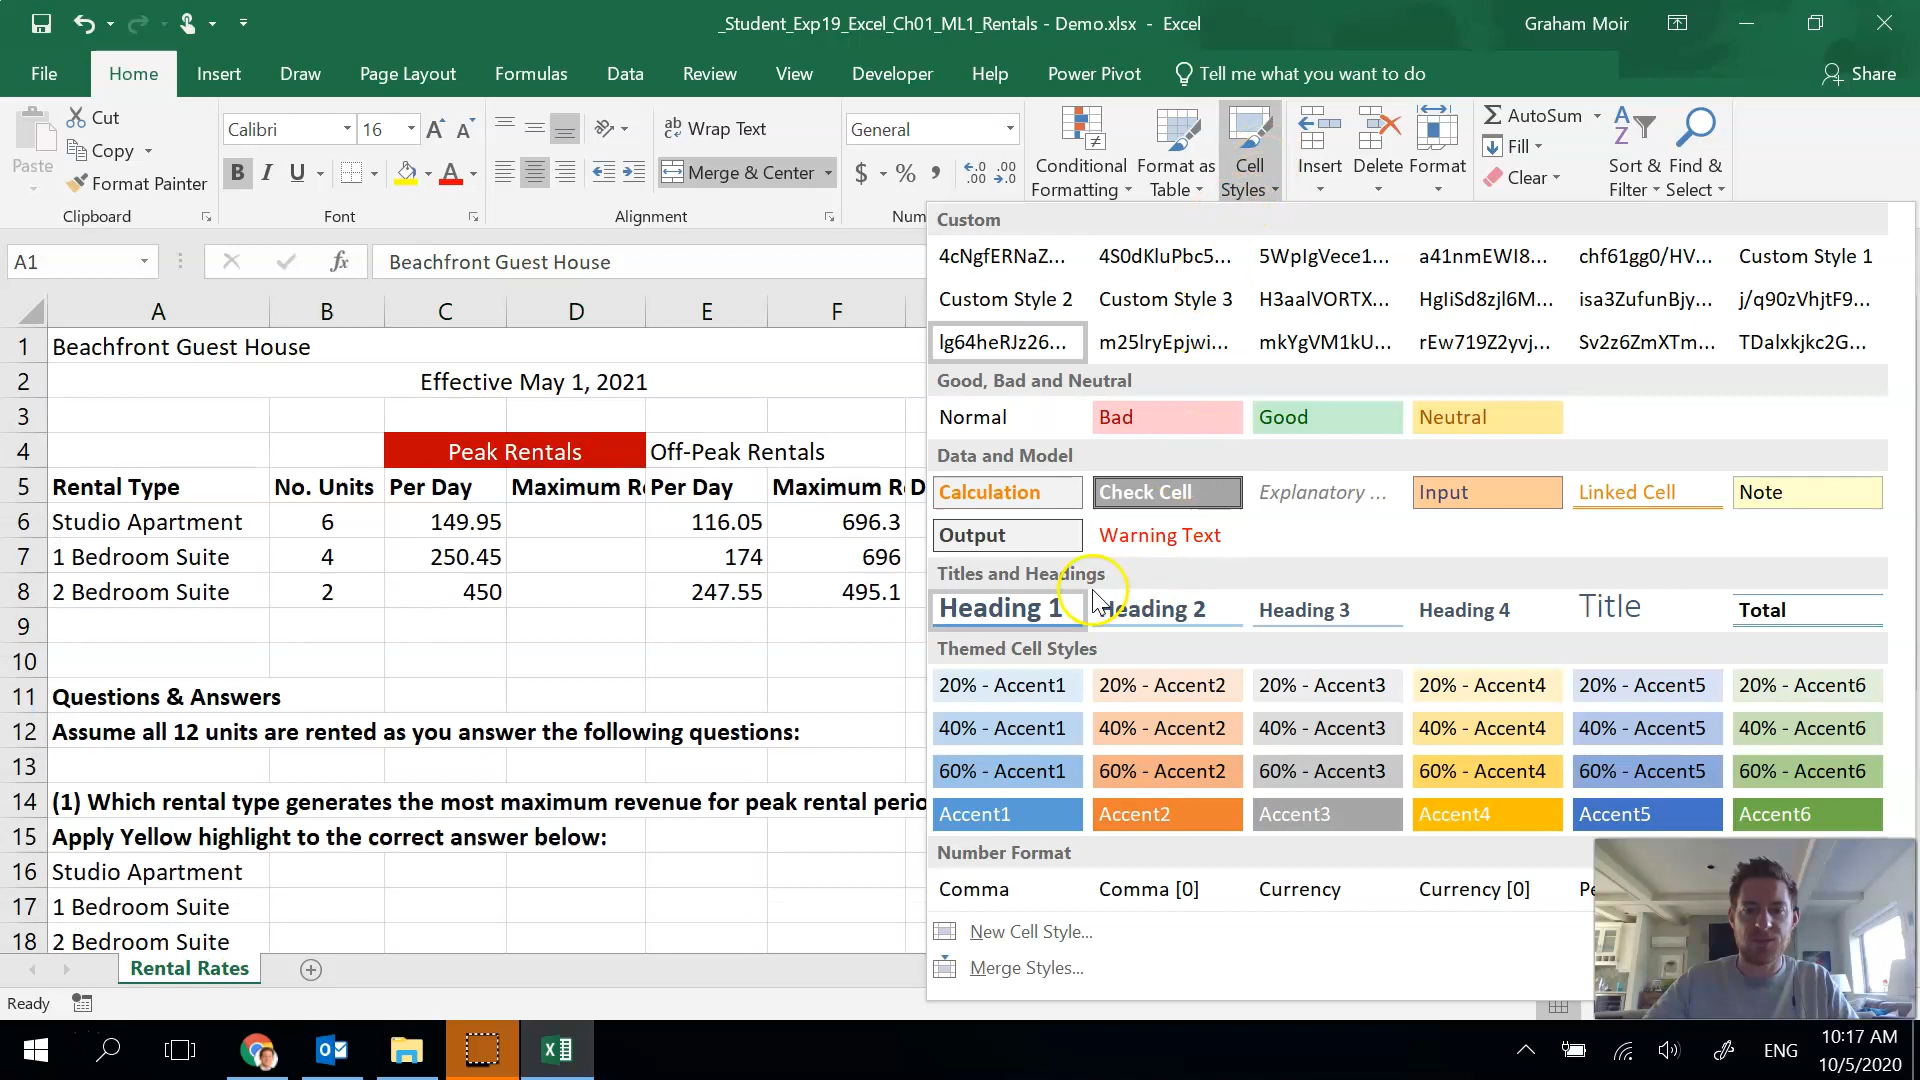 _Student_Exp19_Excel_Ch01_ML1_Rentals - Demo.xlsx - Excel
Graham Moir
File Home Insert Draw Page Layout Formulas Data Review View Developer Help Power Pivot Tell me what you want to do Share
Paste
Cut
Copy
Format Painter
Clipboard
Calibri 16
B I U
Font
Wrap Text
Merge & Center
Alignment
General
$ % ,
Num
Conditional Formatting
Format as Table
Cell Styles
Insert
Delete
Format
AutoSum
Fill
Clear
Sort & Filter
Find & Select
A1 fx Beachfront Guest House
A B C D E F
1 Beachfront Guest House
2 Effective May 1, 2021
3
4 Peak Rentals Off-Peak Rentals
5 Rental Type No. Units Per Day Maximum Re Per Day Maximum R D
6 Studio Apartment 6 149.95 116.05 696.3
7 1 Bedroom Suite 4 250.45 174 696
8 2 Bedroom Suite 2 450 247.55 495.1
9
10
11 Questions & Answers
12 Assume all 12 units are rented as you answer the following questions:
13
14 (1) Which rental type generates the most maximum revenue for peak rental perio
15 Apply Yellow highlight to the correct answer below:
16 Studio Apartment
17 1 Bedroom Suite
18 2 Bedroom Suite
Rental Rates
Ready
Custom
4cNgfERNaZ... 4S0dKluPbc5... 5WpIgVece1... a41nmEWI8... chf61gg0/HV... Custom Style 1
Custom Style 2 Custom Style 3 H3aalVORTX... HgIiSd8zjl6M... isa3ZufunBjy... j/q90zVhjtF9...
lg64heRJz26... m25lryEpjwi... mkYgVM1kU... rEw719Z2yvj... Sv2z6ZmXTm... TDalxkjkc2G...
Good, Bad and Neutral
Normal Bad Good Neutral
Data and Model
Calculation Check Cell Explanatory ... Input Linked Cell Note
Output Warning Text
Titles and Headings
Heading 1 Heading 2 Heading 3 Heading 4 Title Total
Themed Cell Styles
20% - Accent1 20% - Accent2 20% - Accent3 20% - Accent4 20% - Accent5 20% - Accent6
40% - Accent1 40% - Accent2 40% - Accent3 40% - Accent4 40% - Accent5 40% - Accent6
60% - Accent1 60% - Accent2 60% - Accent3 60% - Accent4 60% - Accent5 60% - Accent6
Accent1 Accent2 Accent3 Accent4 Accent5 Accent6
Number Format
Comma Comma [0] Currency Currency [0] Pe
New Cell Style...
Merge Styles...
ENG
10:17 AM
10/5/2020